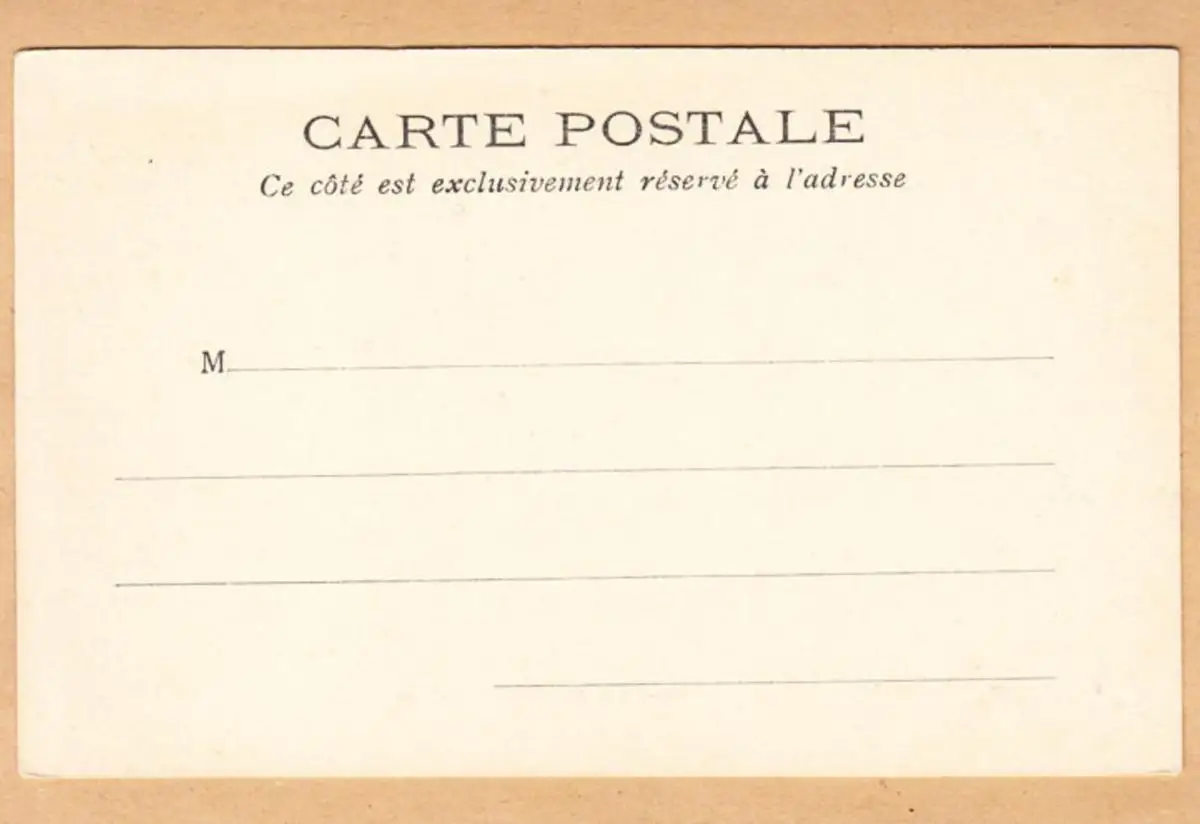 CARTE POSTALE
Ce côté est exclusivement réservé à l'adresse
M